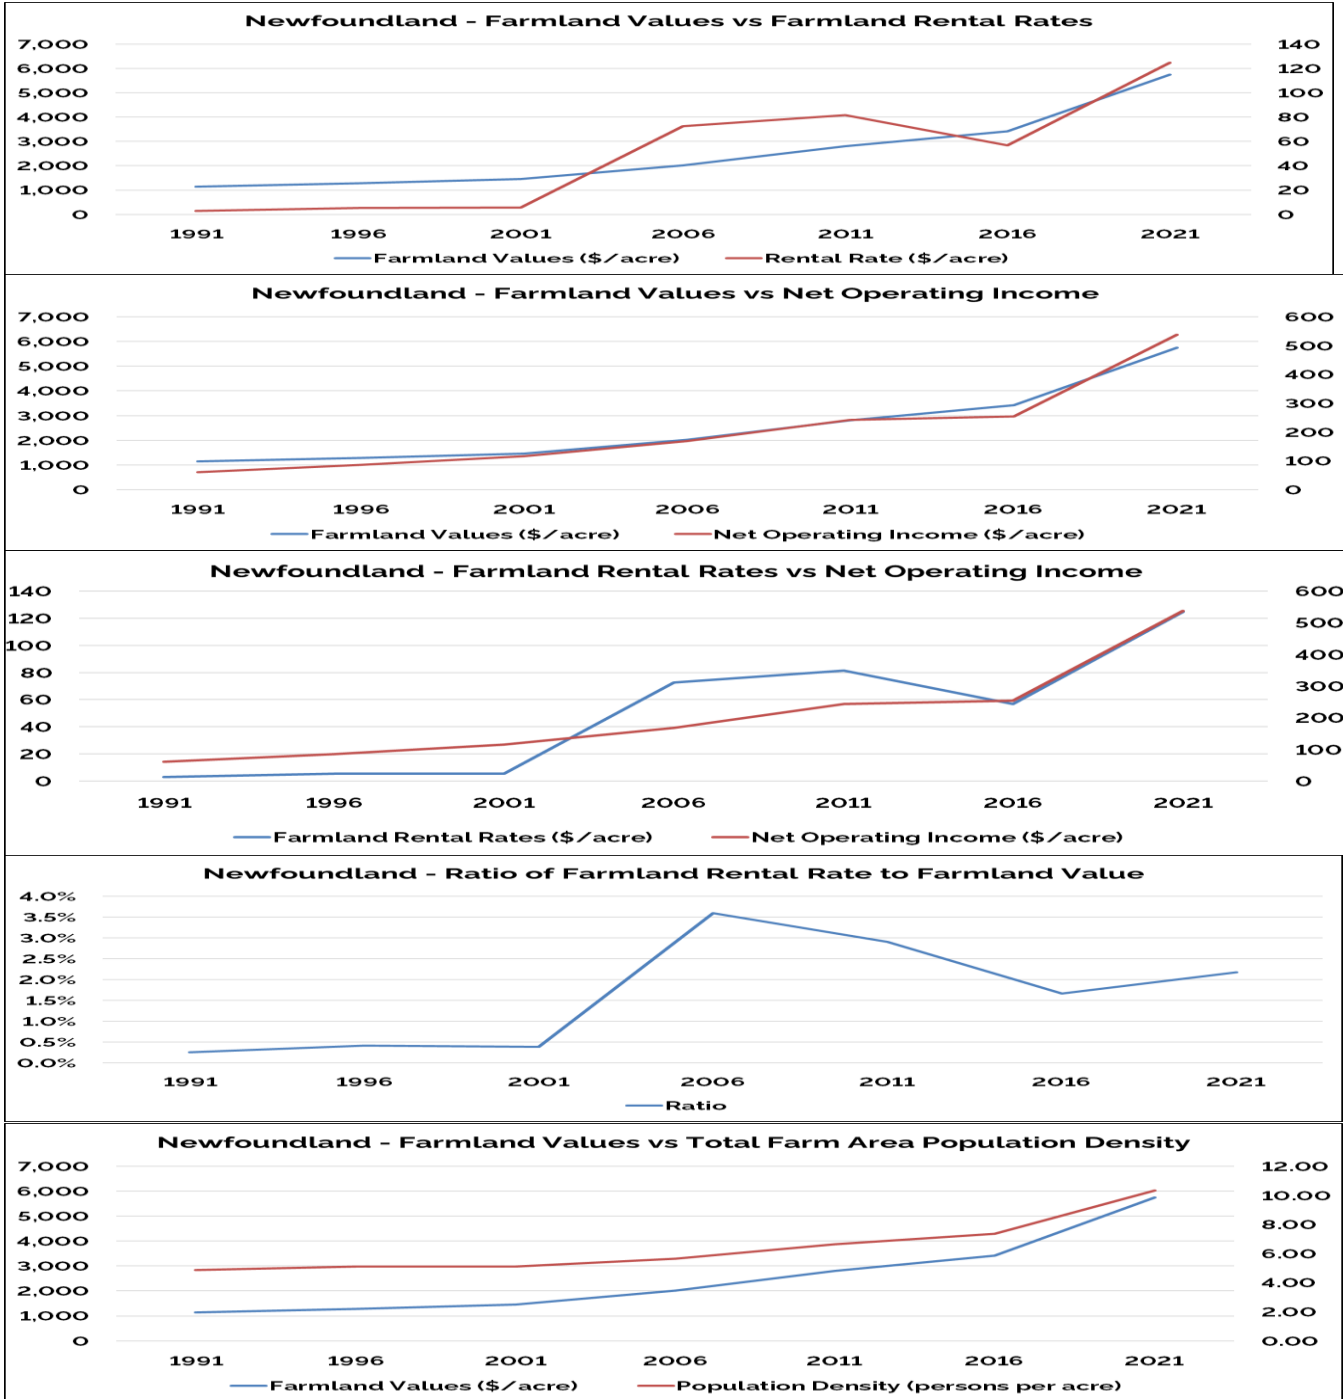 Newfoundland - Farmland Values vs Farmland Rental Rates
7,000 140
6,000 120
5,000 100
4,000 80
3,000 60
2,000 40
1,000 20
0 0
1991 1996 2001 2006 2011 2016 2021
Farmland Values ($/acre) Rental Rate ($/acre)
Newfoundland - Farmland Values vs Net Operating Income
7,000 600
6,000 500
5,000 400
4,000 300
3,000 200
2,000 100
1,000 0
0
1991 1996 2001 2006 2011 2016 2021
Farmland Values ($/acre) Net Operating Income ($/acre)
Newfoundland - Farmland Rental Rates vs Net Operating Income
140 600
120 500
100 400
80 300
60 200
40 100
20 0
0
1991 1996 2001 2006 2011 2016 2021
Farmland Rental Rates ($/acre) Net Operating Income ($/acre)
Newfoundland - Ratio of Farmland Rental Rate to Farmland Value
4.0%
3.5%
3.0%
2.5%
2.0%
1.5%
1.0%
0.5%
0.0%
1991 1996 2001 2006 2011 2016 2021
Ratio
Newfoundland - Farmland Values vs Total Farm Area Population Density
7,000 12.00
6,000 10.00
5,000 8.00
4,000 6.00
3,000 4.00
2,000 2.00
1,000 0.00
0
1991 1996 2001 2006 2011 2016 2021
Farmland Values ($/acre) Population Density (persons per acre)